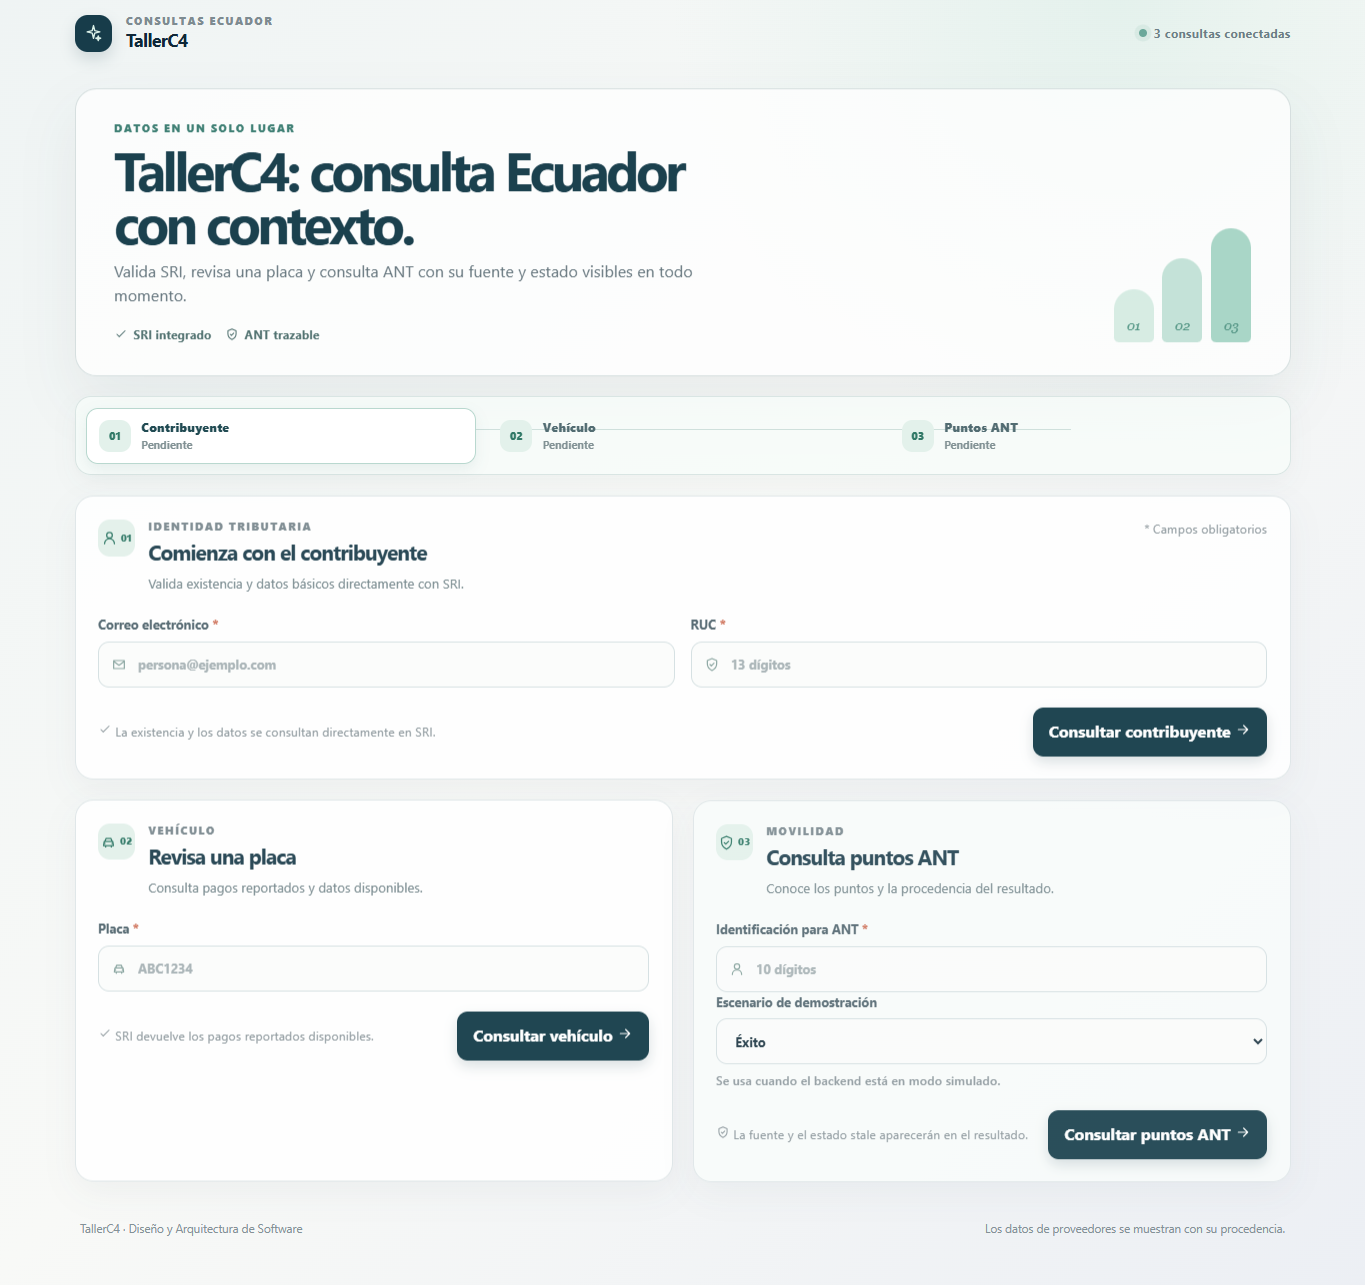 CONSULTAS ECUADOR
TallerC4
3 consultas conectadas
DATOS EN UN SOLO LUGAR
TallerC4: consulta Ecuador
con contexto.
Valida SRI, revisa una placa y consulta ANT con su fuente y estado visibles en todo
momento.
SRI integrado
ANT trazable
01
02
03
01
Contribuyente
Pendiente
02
Vehículo
Pendiente
03
Puntos ANT
Pendiente
01
IDENTIDAD TRIBUTARIA
Comienza con el contribuyente
Valida existencia y datos básicos directamente con SRI.
* Campos obligatorios
Correo electrónico *
persona@ejemplo.com
RUC *
13 dígitos
La existencia y los datos se consultan directamente en SRI.
Consultar contribuyente
02
VEHÍCULO
Revisa una placa
Consulta pagos reportados y datos disponibles.
Placa *
ABC1234
SRI devuelve los pagos reportados disponibles.
Consultar vehículo
03
MOVILIDAD
Consulta puntos ANT
Conoce los puntos y la procedencia del resultado.
Identificación para ANT *
10 dígitos
Escenario de demostración
Éxito
Se usa cuando el backend está en modo simulado.
La fuente y el estado stale aparecerán en el resultado.
Consultar puntos ANT
TallerC4 · Diseño y Arquitectura de Software
Los datos de proveedores se muestran con su procedencia.